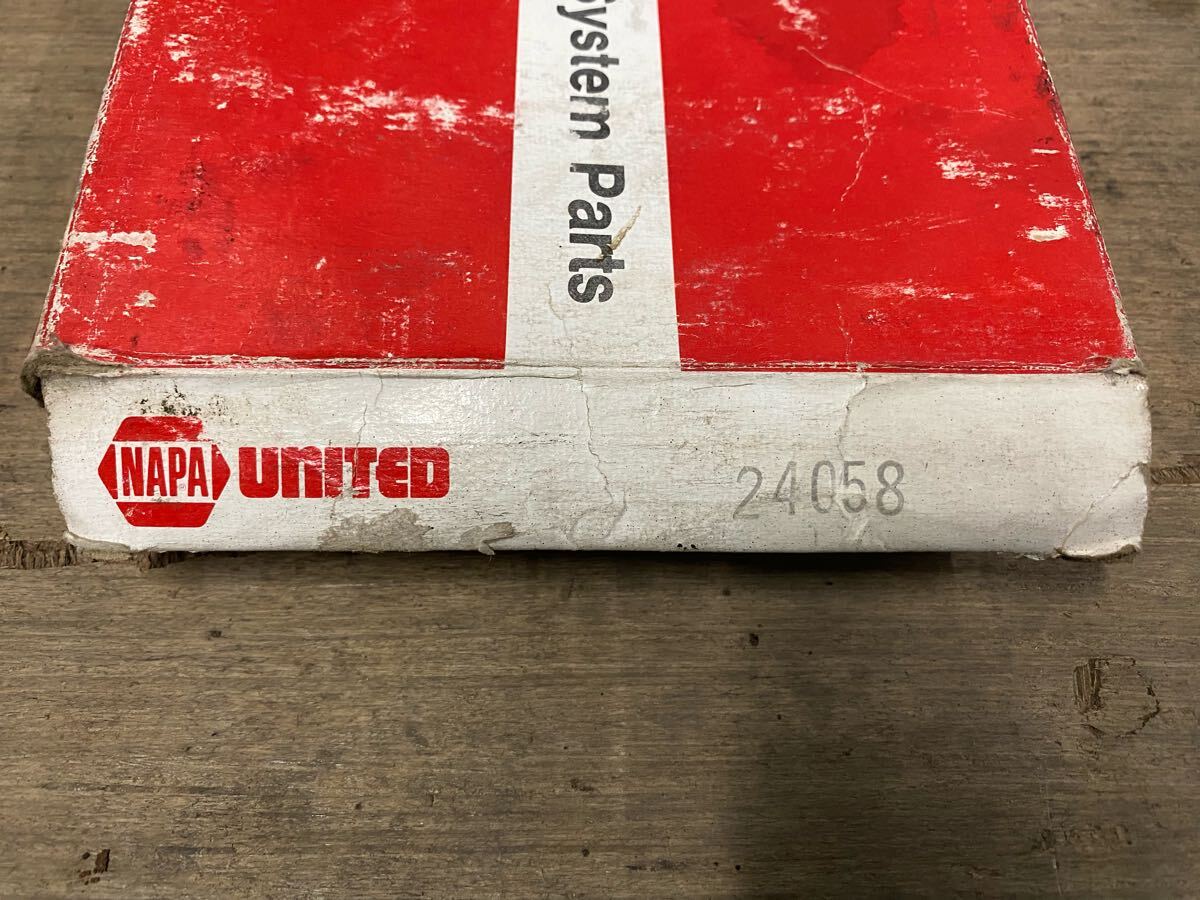 System Parts
NAPA UNITED
24058